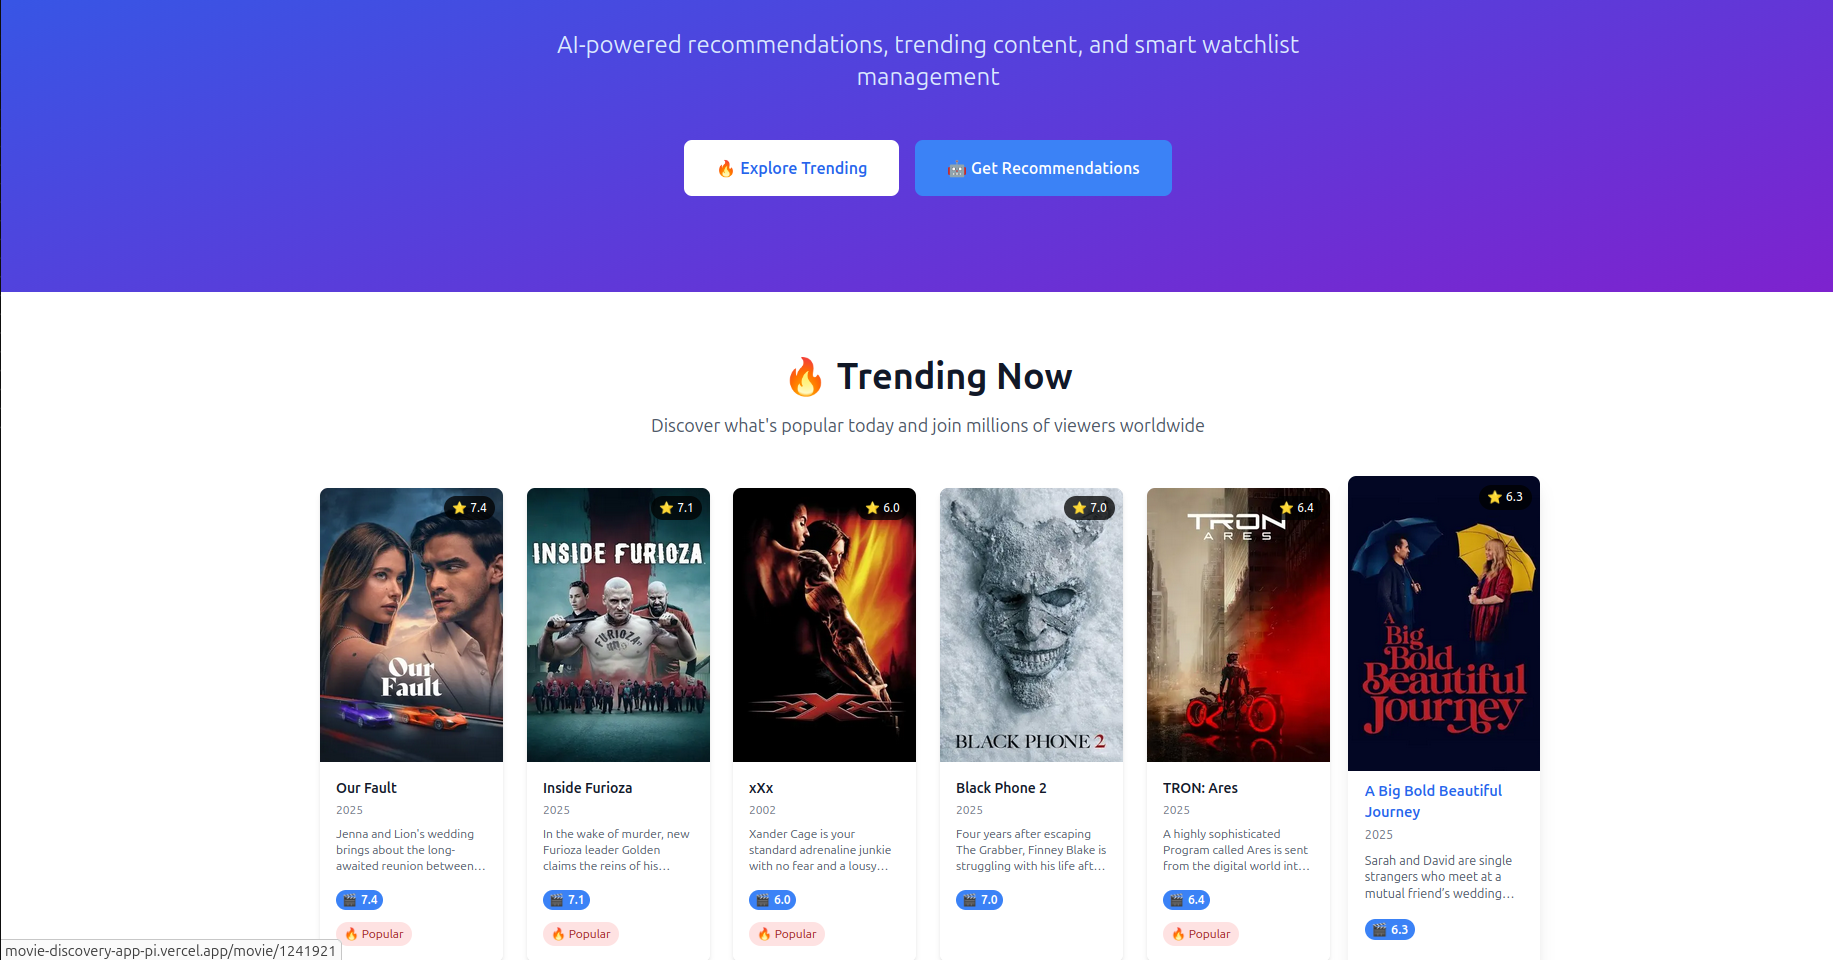 AI-powered recommendations, trending content, and smart watchlist
management
🔥 Explore Trending
🤖 Get Recommendations
🔥 Trending Now
Discover what's popular today and join millions of viewers worldwide
⭐ 7.4
Our
Fault
Our Fault
2025
Jenna and Lion's wedding
brings about the long-
awaited reunion between…
🎬 7.4
🔥 Popular
⭐ 7.1
INSIDE FURIOZA
FURIOZA
Inside Furioza
2025
In the wake of murder, new
Furioza leader Golden
claims the reins of his…
🎬 7.1
🔥 Popular
⭐ 6.0
xXx
xXx
2002
Xander Cage is your
standard adrenaline junkie
with no fear and a lousy…
🎬 6.0
🔥 Popular
⭐ 7.0
BLACK PHONE 2
Black Phone 2
2025
Four years after escaping
The Grabber, Finney Blake is
struggling with his life aft…
🎬 7.0
⭐ 6.4
TRON
ARES
TRON: Ares
2025
A highly sophisticated
Program called Ares is sent
from the digital world int…
🎬 6.4
🔥 Popular
⭐ 6.3
A
Big
Bold
Beautiful
Journey
A Big Bold Beautiful
Journey
2025
Sarah and David are single
strangers who meet at a
mutual friend's wedding…
🎬 6.3
movie-discovery-app-pi.vercel.app/movie/1241921